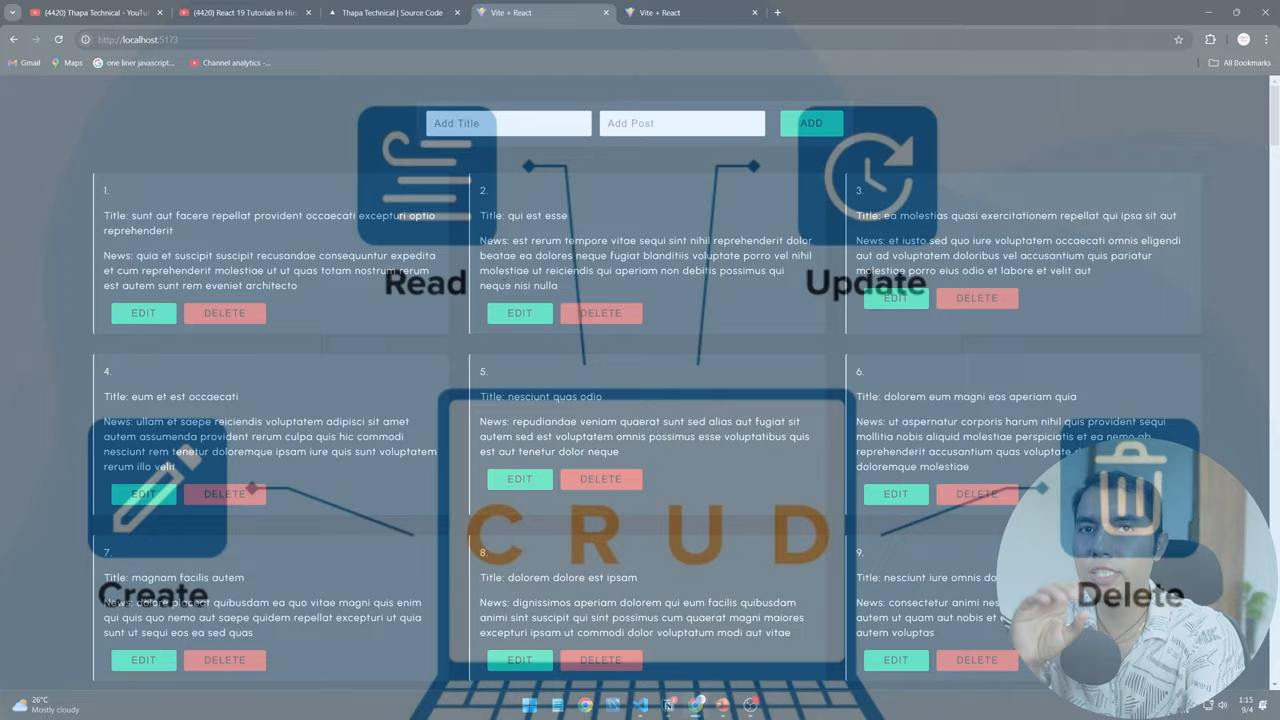 (4420) Thapa Technical - YouTu
(4420) React 19 Tutorials in Hin
Thapa Technical | Source Code
Vite + React
Vite + React
http://localhost:5173
Gmail
Maps
one liner javascript...
Channel analytics -...
All Bookmarks
Add Title
Add Post
ADD
1.
Title: sunt aut facere repellat provident occaecati excepturi optio
reprehenderit
News: quia et suscipit suscipit recusandae consequuntur expedita
et cum reprehenderit molestiae ut ut quas totam nostrum rerum
est autem sunt rem eveniet architecto
EDIT
DELETE
2.
Title: qui est esse
News: est rerum tempore vitae sequi sint nihil reprehenderit dolor
beatae ea dolores neque fugiat blanditiis voluptate porro vel nihil
molestiae ut reiciendis qui aperiam non debitis possimus qui
neque nisi nulla
EDIT
DELETE
3.
Title: ea molestias quasi exercitationem repellat qui ipsa sit aut
News: et iusto sed quo iure voluptatem occaecati omnis eligendi
aut ad voluptatem doloribus vel accusantium quis pariatur
molestiae porro eius odio et labore et velit aut
EDIT
DELETE
Read
Update
4.
Title: eum et est occaecati
News: ullam et saepe reiciendis voluptatem adipisci sit amet
autem assumenda provident rerum culpa quis hic commodi
nesciunt rem tenetur doloremque ipsam iure quis sunt voluptatem
rerum illo velit
EDIT
DELETE
5.
Title: nesciunt quas odio
News: repudiandae veniam quaerat sunt sed alias aut fugiat sit
autem sed est voluptatem omnis possimus esse voluptatibus quis
est aut tenetur dolor neque
EDIT
DELETE
6.
Title: dolorem eum magni eos aperiam quia
News: ut aspernatur corporis harum nihil quis provident sequi
mollitia nobis aliquid molestiae perspiciatis et ea nemo ab
reprehenderit accusantium quas voluptate
doloremque molestiae
EDIT
DELETE
CRUD
Create
Delete
7.
Title: magnam facilis autem
News: dolore placeat quibusdam ea quo vitae magni quis enim
qui quis quo nemo aut saepe quidem repellat excepturi ut quia
sunt ut sequi eos ea sed quas
EDIT
DELETE
8.
Title: dolorem dolore est ipsam
News: dignissimos aperiam dolorem qui eum facilis quibusdam
animi sint suscipit qui sint possimus cum quaerat magni maiores
excepturi ipsam ut commodi dolor voluptatum modi aut vitae
EDIT
DELETE
9.
Title: nesciunt iure omnis do
News: consectetur animi nes
ut quam aut nobis et
autem voluptas
EDIT
DELETE
26°C
Mostly cloudy
1:15
9/4